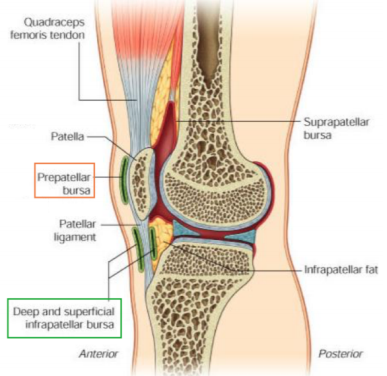 Quadraceps
femoris tendon
Suprapatellar
bursa
Patella
Prepatellar
bursa
Patellar
ligament
Infrapatellar fat
Deep and superficial
infrapatellar bursa
Anterior
Posterior